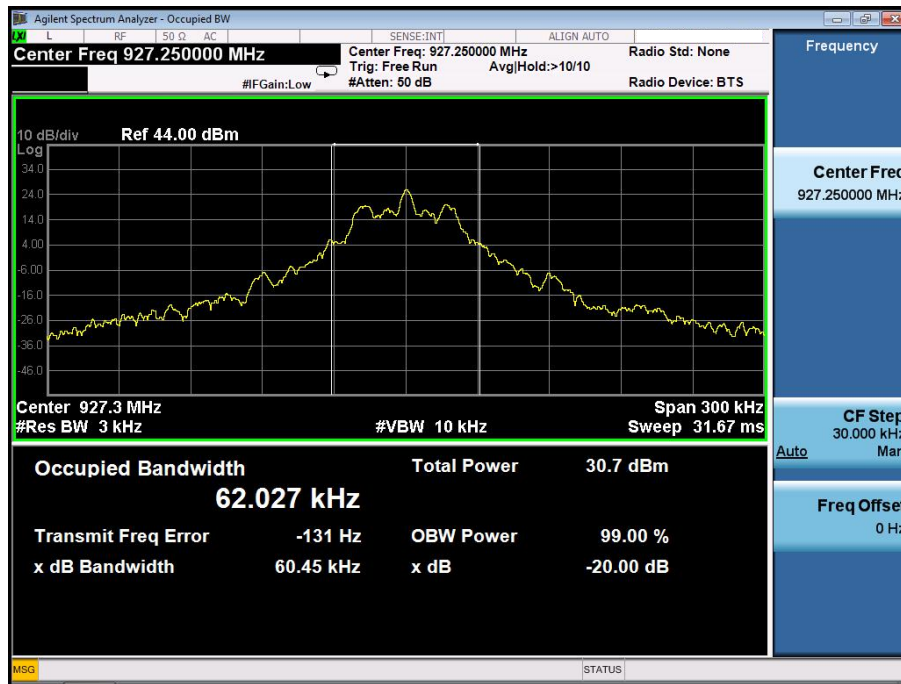 Agilent Spectrum Analyzer - Occupied BW
LXI L RF 50 Ω AC SENSE:INT ALIGN AUTO
Center Freq 927.250000 MHz
Center Freq: 927.250000 MHz Radio Std: None
Trig: Free Run Avg|Hold:>10/10
#IFGain:Low #Atten: 50 dB Radio Device: BTS
10 dB/div Ref 44.00 dBm
Log
34.0
24.0
14.0
4.00
-6.00
-16.0
-26.0
-36.0
-46.0
Center 927.3 MHz Span 300 kHz
#Res BW 3 kHz #VBW 10 kHz Sweep 31.67 ms
Occupied Bandwidth Total Power 30.7 dBm
62.027 kHz
Transmit Freq Error -131 Hz OBW Power 99.00 %
x dB Bandwidth 60.45 kHz x dB -20.00 dB
MSG STATUS
Frequency
Center Freq
927.250000 MHz
CF Step
30.000 kHz
Auto Man
Freq Offset
0 Hz